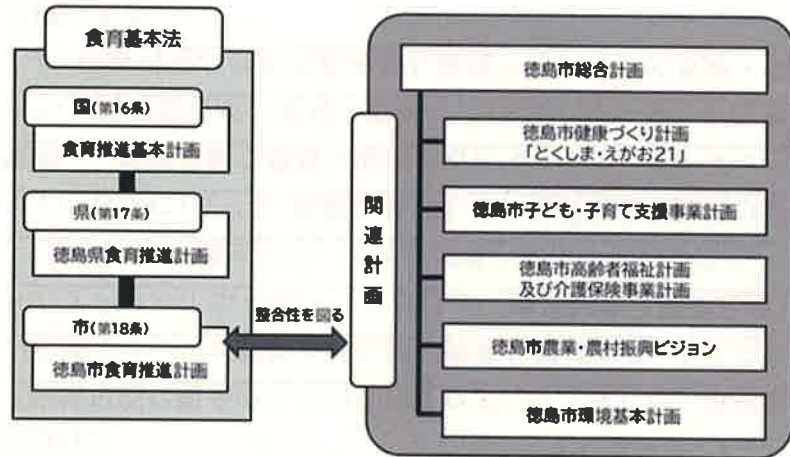 食育基本法
国(第16条)
食育推進基本計画
県(第17条)
徳島県食育推進計画
市(第18条)
徳島市食育推進計画
整合性を図る
関連計画
徳島市総合計画
徳島市健康づくり計画
「とくしま・えがお21」
徳島市子ども・子育て支援事業計画
徳島市高齢者福祉計画
及び介護保険事業計画
徳島市農業・農村振興ビジョン
徳島市環境基本計画